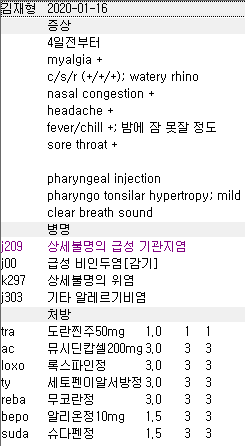 김재형 2020-01-16
증상
4일전부터
myalgia +
c/s/r (+/+/+); watery rhino
nasal congestion +
headache +
fever/chill +; 밤에 잠 못잘 정도
sore throat +
pharyngeal injection
pharyngo tonsilar hypertropy; mild
clear breath sound
병명
j209 상세불명의 급성 기관지염
j00 급성 비인두염[감기]
k297 상세불명의 위염
j303 기타 알레르기비염
처방
tra 도란찐주50mg 1.0 1 1
ac 뮤시딘캅셀200mg 3.0 3 3
loxo 록스파인정 3.0 3 3
ty 세토펜이알서방정 3.0 3 3
reba 무코란정 3.0 3 3
bepo 알리온정10mg 1.5 3 3
suda 슈다펜정 1.5 3 3